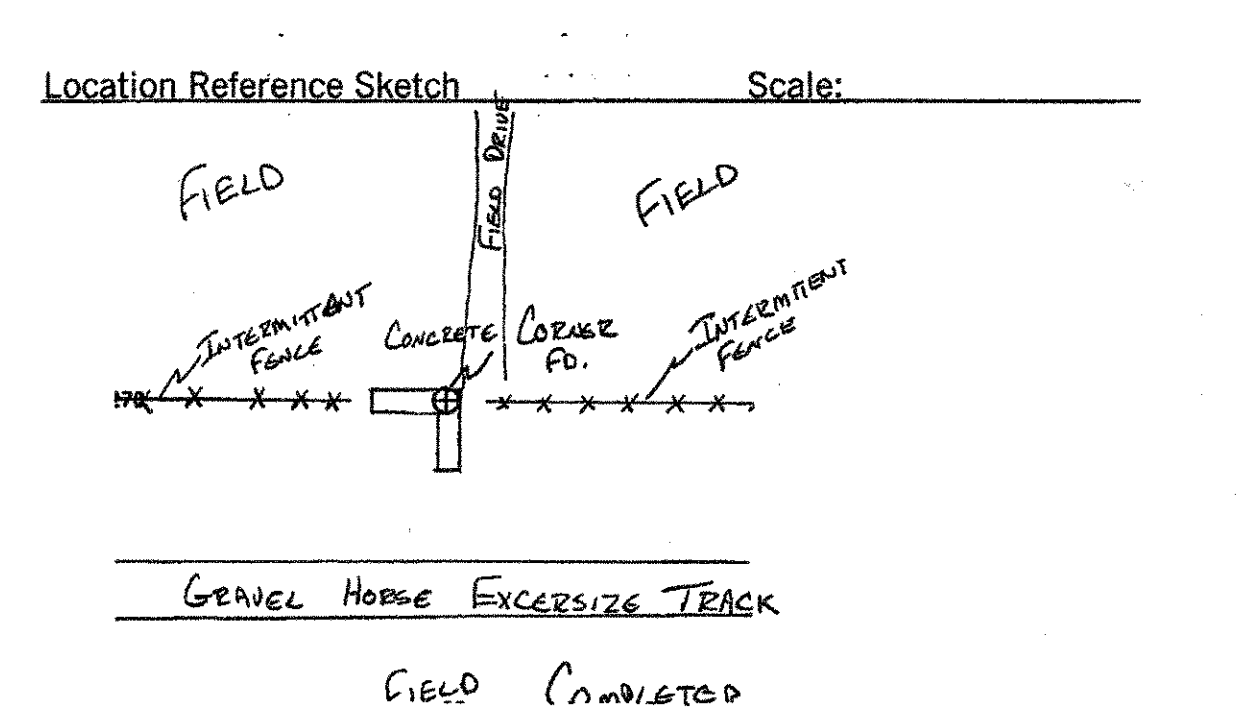 Location Reference Sketch Scale:
FIELD DRIVE
FIELD
FIELD
INTERMITTANT
FENCE
CONCRETE CORNER
FD.
INTERMITIENT
FENCE
GRAVEL HORSE EXCERSIZE TRACK
FIELD COMPLETED